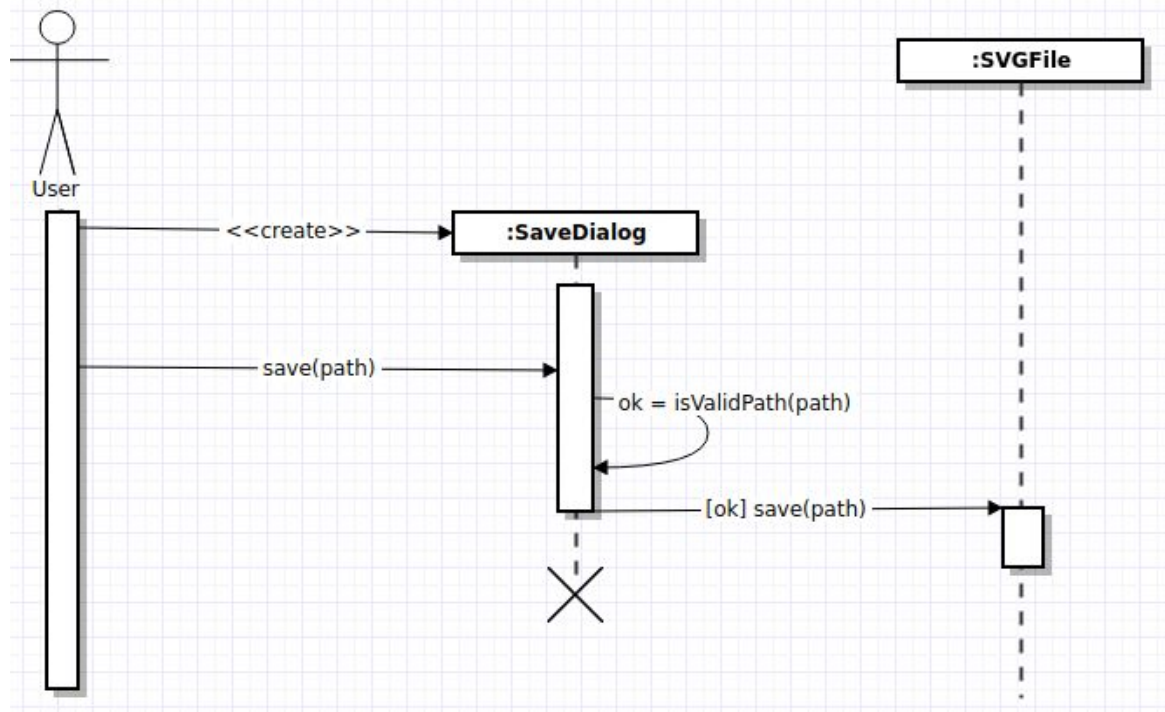 :SVGFile
User
<<create>>
:SaveDialog
save(path)
ok = isValidPath(path)
[ok] save(path)